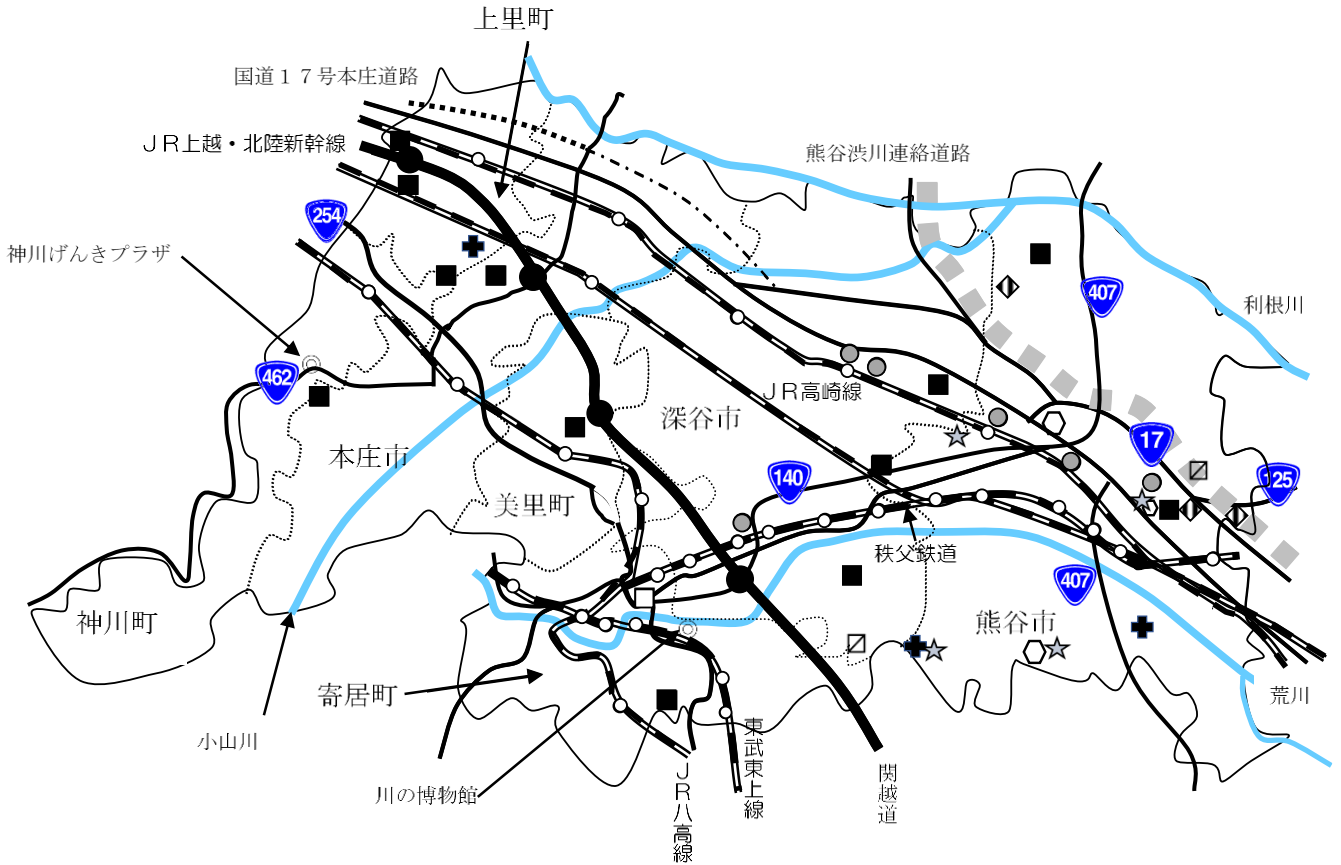 上里町
国道１７号本庄道路
ＪＲ上越・北陸新幹線
熊谷渋川連絡道路
254
神川げんきプラザ
407
利根川
462
ＪＲ高崎線
深谷市
17
本庄市
140
125
美里町
秩父鉄道
407
神川町
熊谷市
寄居町
荒川
小山川
東武東上線
ＪＲ八高線
関越道
川の博物館